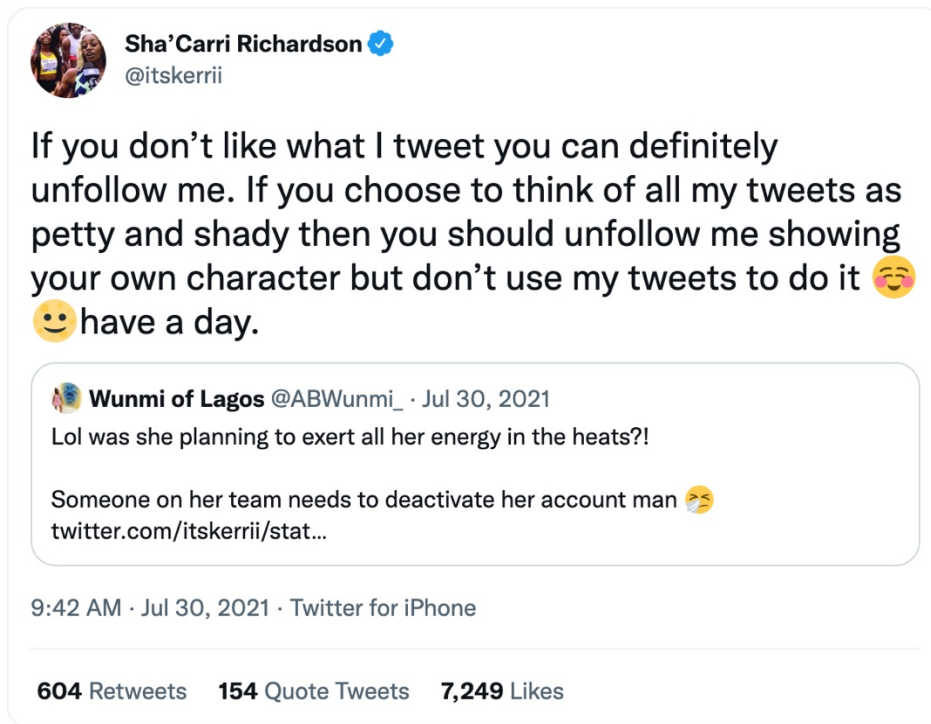 Sha’Carri Richardson
@itskerrii
If you don’t like what I tweet you can definitely
unfollow me. If you choose to think of all my tweets as
petty and shady then you should unfollow me showing
your own character but don’t use my tweets to do it ☺️
🙂have a day.
Wunmi of Lagos @ABWunmi_ · Jul 30, 2021
Lol was she planning to exert all her energy in the heats?!
Someone on her team needs to deactivate her account man 🤧
twitter.com/itskerrii/stat...
9:42 AM · Jul 30, 2021 · Twitter for iPhone
604 Retweets 154 Quote Tweets 7,249 Likes